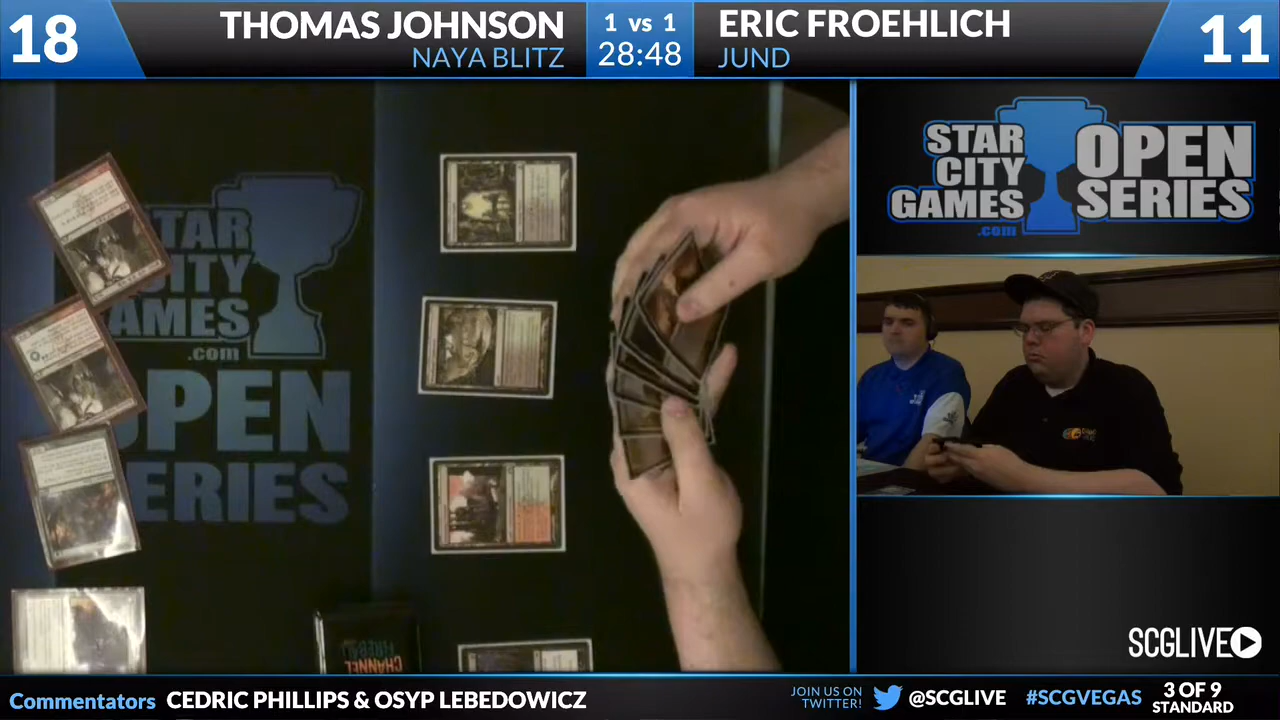 18
THOMAS JOHNSON
NAYA BLITZ
1 vs 1
28:48
ERIC FROEHLICH
JUND
11
STAR
CITY
GAMES
.com
OPEN
SERIES
STAR
CITY
GAMES
.com
OPEN
SERIES
CHANNEL
FIREBALL
SCGLIVE
Commentators CEDRIC PHILLIPS & OSYP LEBEDOWICZ
JOIN US ON
TWITTER!
@SCGLIVE
#SCGVEGAS
3 OF 9
STANDARD